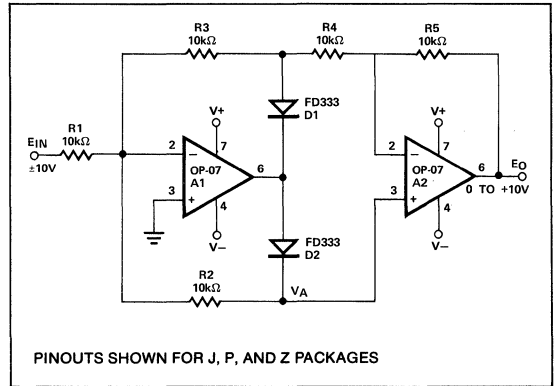 R3
10kΩ
R4
10kΩ
R5
10kΩ
FD333
D1
V+
7
V+
7
EIN
±10V
R1
10kΩ
2
−
OP-07
A1
6
3
+
4
V−
2
−
OP-07
A2
6
EO
0 TO +10V
3
+
4
V−
FD333
D2
R2
10kΩ
VA
PINOUTS SHOWN FOR J, P, AND Z PACKAGES